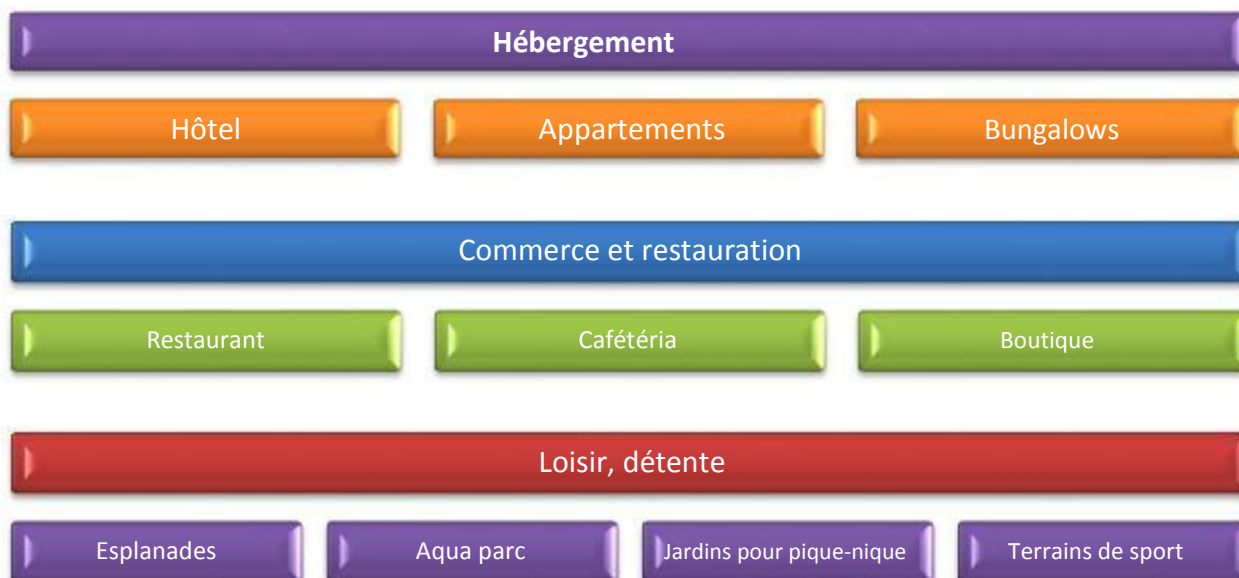 Hébergement
Hôtel
Appartements
Bungalows
Commerce et restauration
Restaurant
Cafétéria
Boutique
Loisir, détente
Esplanades
Aqua parc
Jardins pour pique-nique
Terrains de sport